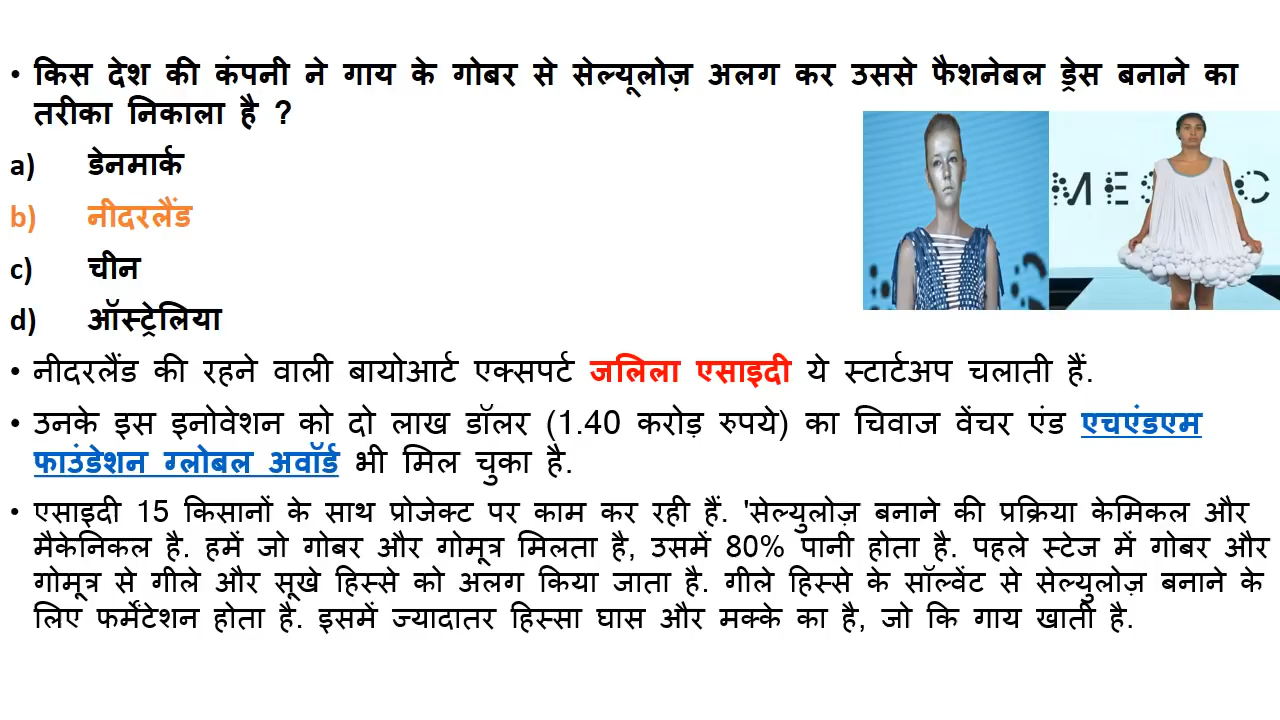 • किस देश की कंपनी ने गाय के गोबर से सेल्यूलोज़ अलग कर उससे फैशनेबल ड्रेस बनाने का
तरीका निकाला है ?
a) डेनमार्क
b) नीदरलैंड
c) चीन
d) ऑस्ट्रेलिया
• नीदरलैंड की रहने वाली बायोआर्ट एक्सपर्ट जलिला एसाइदी ये स्टार्टअप चलाती हैं.
• उनके इस इनोवेशन को दो लाख डॉलर (1.40 करोड़ रुपये) का चिवाज वेंचर एंड एचएंडएम
फाउंडेशन ग्लोबल अवॉर्ड भी मिल चुका है.
• एसाइदी 15 किसानों के साथ प्रोजेक्ट पर काम कर रही हैं. 'सेल्युलोज़ बनाने की प्रक्रिया केमिकल और
मैकेनिकल है. हमें जो गोबर और गोमूत्र मिलता है, उसमें 80% पानी होता है. पहले स्टेज में गोबर और
गोमूत्र से गीले और सूखे हिस्से को अलग किया जाता है. गीले हिस्से के सॉल्वेंट से सेल्युलोज़ बनाने के
लिए फर्मेंटेशन होता है. इसमें ज्यादातर हिस्सा घास और मक्के का है, जो कि गाय खाती है.